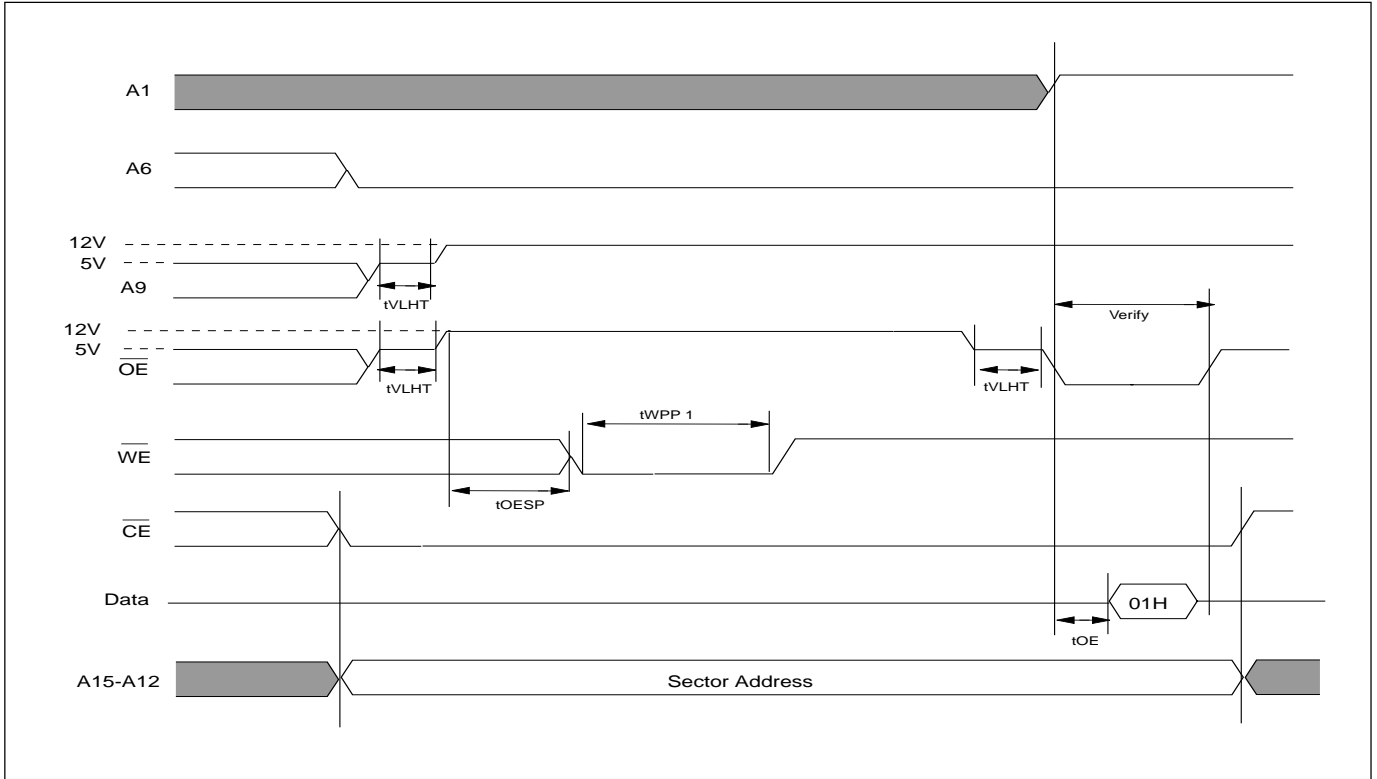 A1
A6
12V
5V
A9
tVLHT
Verify
12V
5V
OE
tVLHT
tVLHT
tWPP 1
WE
tOESP
CE
Data
01H
tOE
A15-A12
Sector Address